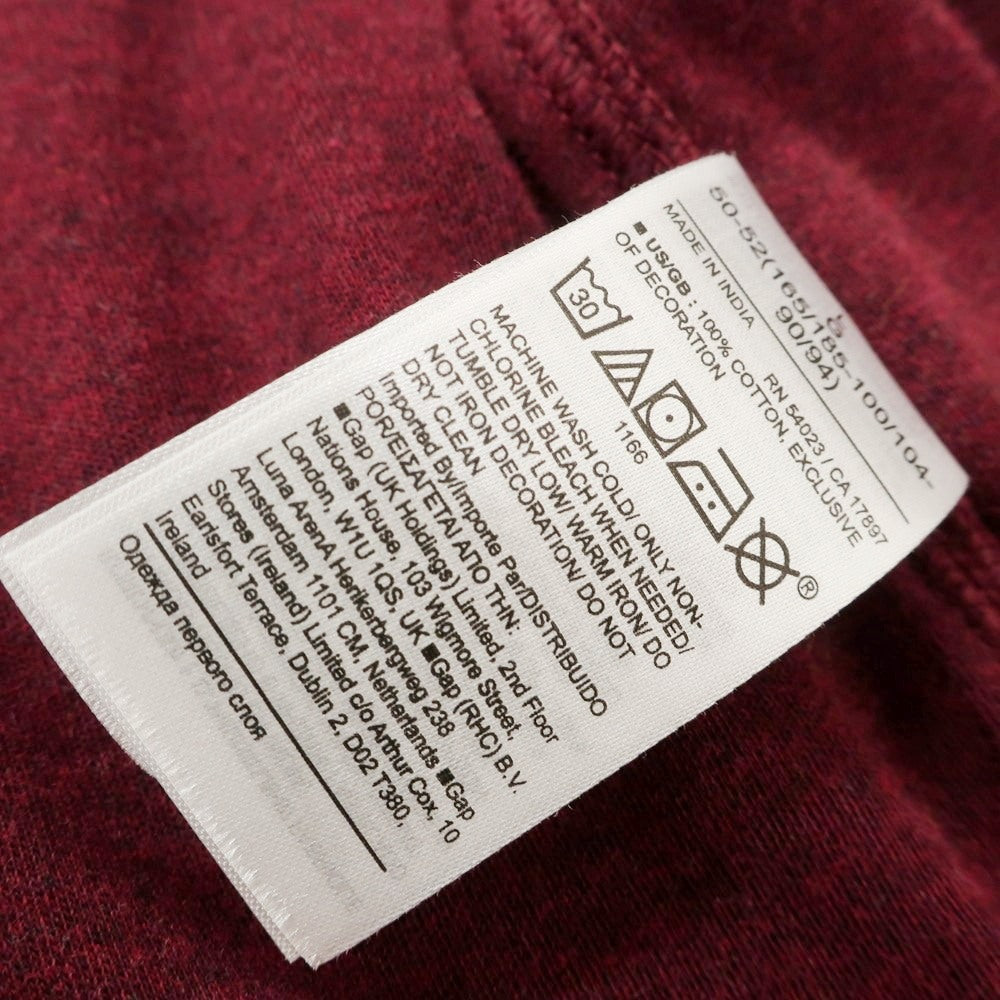 50-52(165/185-100/104-
90/94)
MADE IN INDIA
RN 54023 / CA 17897
■ US/GB : 100% COTTON, EXCLUSIVE
OF DECORATION
30
1166
®
MACHINE WASH COLD/ ONLY NON-
CHLORINE BLEACH WHEN NEEDED/
TUMBLE DRY LOW/ WARM IRON/ DO
NOT IRON DECORATION/ DO NOT
DRY CLEAN
Imported By/Importe Par/DISTRIBUIDO
POR/ΕΙΣΑΓΕΤΑΙ ΑΠΟ ΤΗΝ:
■Gap (UK Holdings) Limited, 2nd Floor
Nations House, 103 Wigmore Street,
London, W1U 1QS, UK ■Gap (RHC) B.V.
Luna ArenA Herikerbergweg 238
Amsterdam 1101 CM, Netherlands ■Gap
Stores (Ireland) Limited c/o Arthur Cox, 10
Earlsfort Terrace, Dublin 2, D02 T380,
Ireland
Одежда первого слоя